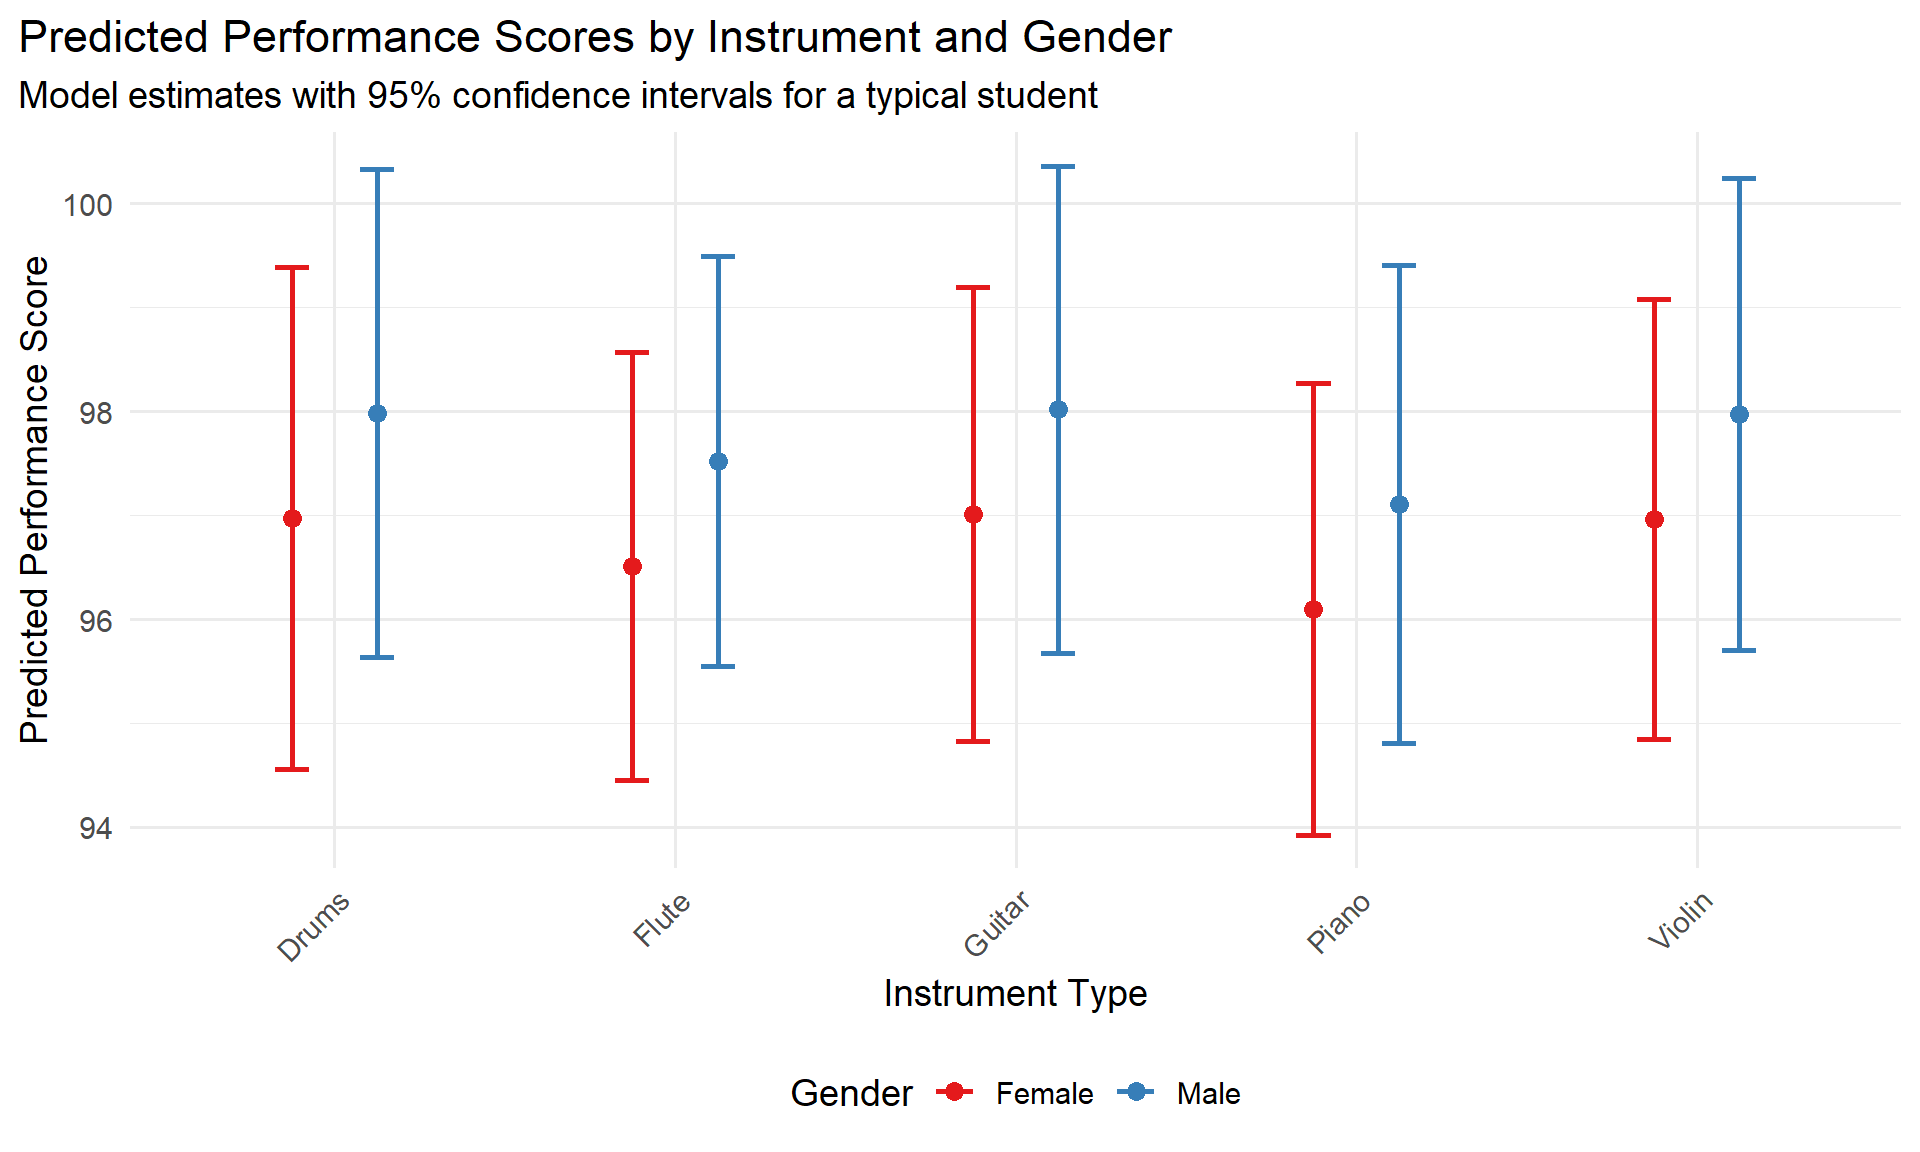 Predicted Performance Scores by Instrument and Gender
Model estimates with 95% confidence intervals for a typical student
Predicted Performance Score
100
98
96
94
Drums
Flute
Guitar
Piano
Violin
Instrument Type
Gender Female Male